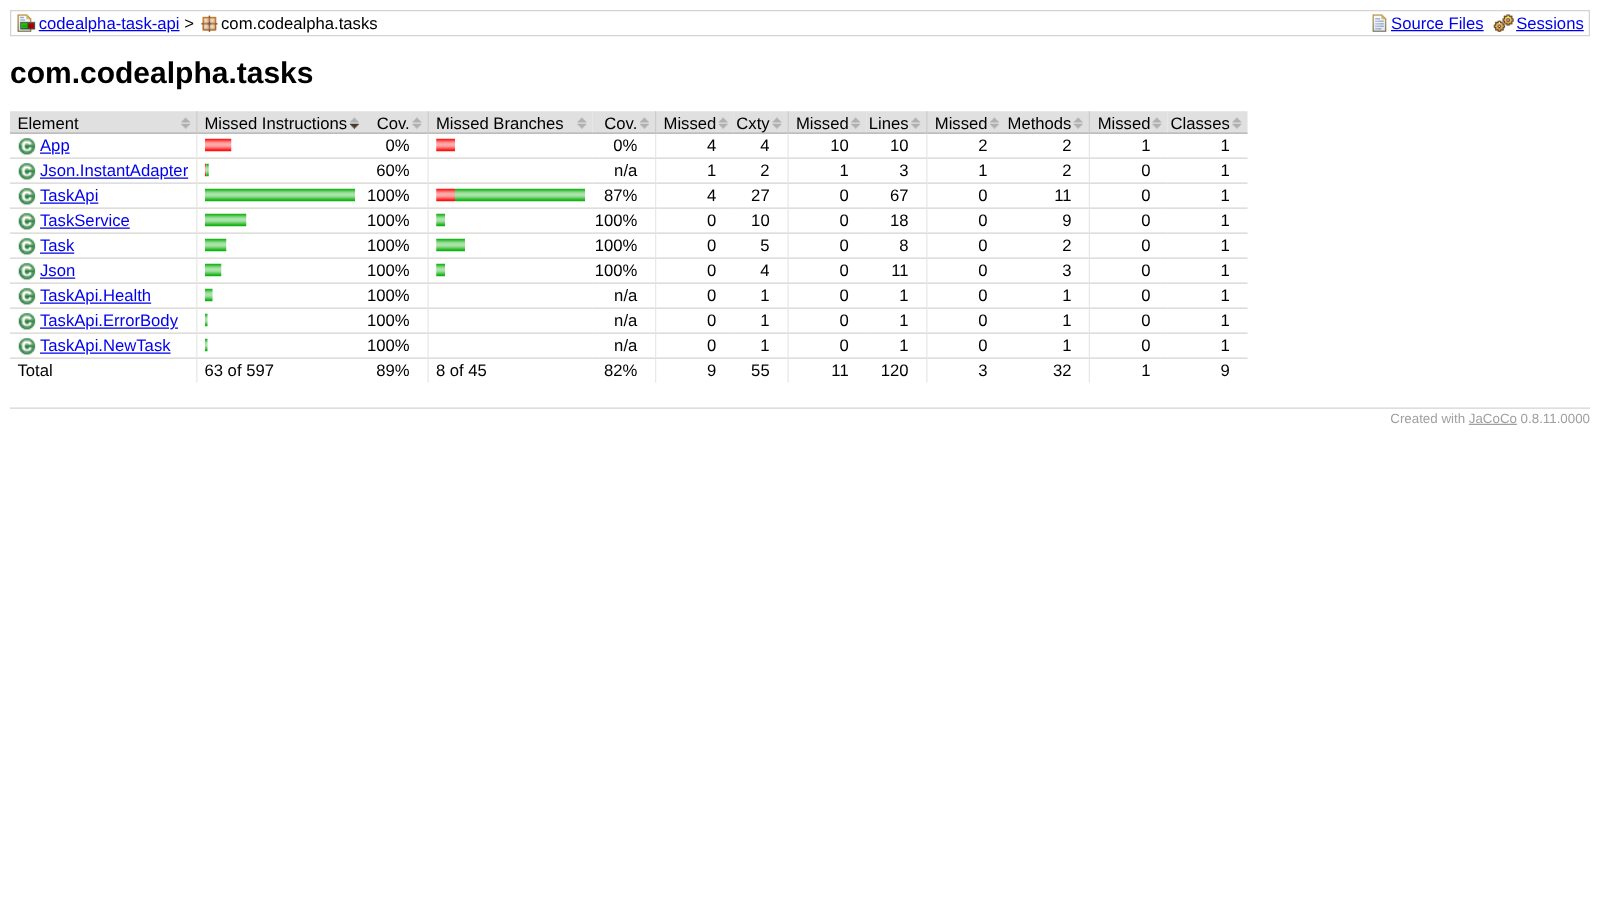 codealpha-task-api > com.codealpha.tasks Source Files Sessions
com.codealpha.tasks
Element Missed Instructions Cov. Missed Branches Cov. Missed Cxty Missed Lines Missed Methods Missed Classes
App 0% 0% 4 4 10 10 2 2 1 1
Json.InstantAdapter 60% n/a 1 2 1 3 1 2 0 1
TaskApi 100% 87% 4 27 0 67 0 11 0 1
TaskService 100% 100% 0 10 0 18 0 9 0 1
Task 100% 100% 0 5 0 8 0 2 0 1
Json 100% 100% 0 4 0 11 0 3 0 1
TaskApi.Health 100% n/a 0 1 0 1 0 1 0 1
TaskApi.ErrorBody 100% n/a 0 1 0 1 0 1 0 1
TaskApi.NewTask 100% n/a 0 1 0 1 0 1 0 1
Total 63 of 597 89% 8 of 45 82% 9 55 11 120 3 32 1 9
Created with JaCoCo 0.8.11.0000